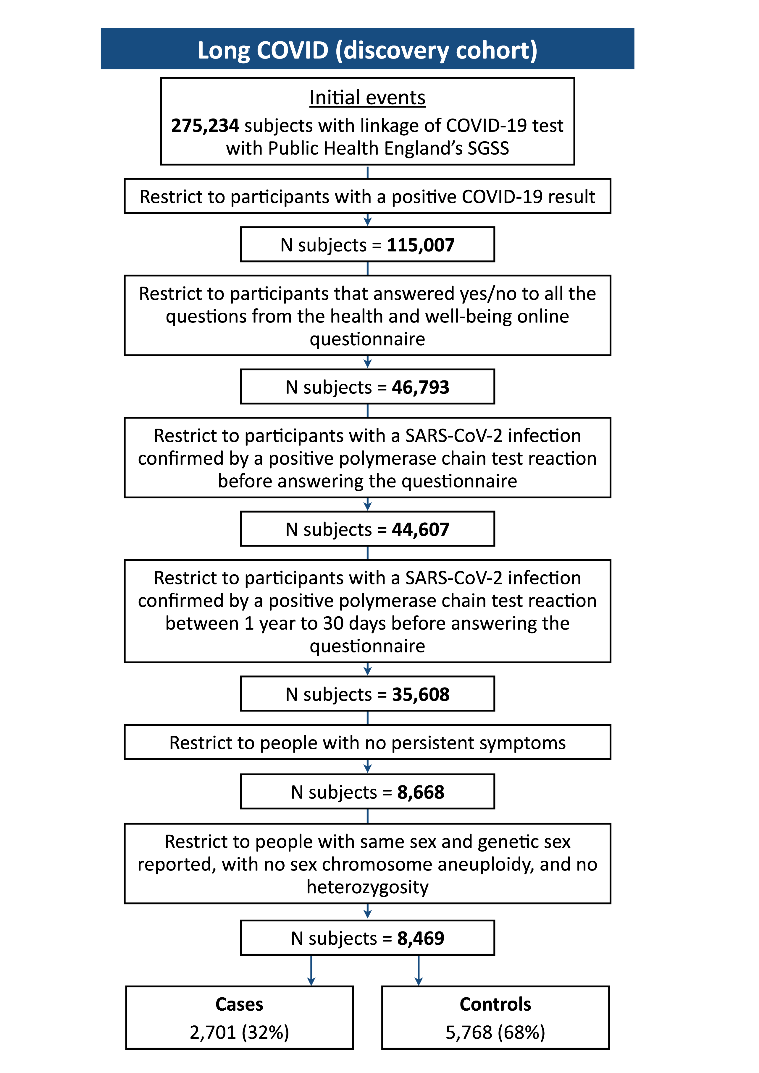 Long COVID (discovery cohort)
Initial events
275,234 subjects with linkage of COVID-19 test
with Public Health England's SGSS
Restrict to participants with a positive COVID-19 result
N subjects = 115,007
Restrict to participants that answered yes/no to all the
questions from the health and well-being online
questionnaire
N subjects = 46,793
Restrict to participants with a SARS-CoV-2 infection
confirmed by a positive polymerase chain test reaction
before answering the questionnaire
N subjects = 44,607
Restrict to participants with a SARS-CoV-2 infection
confirmed by a positive polymerase chain test reaction
between 1 year to 30 days before answering the
questionnaire
N subjects = 35,608
Restrict to people with no persistent symptoms
N subjects = 8,668
Restrict to people with same sex and genetic sex
reported, with no sex chromosome aneuploidy, and no
heterozygosity
N subjects = 8,469
Cases
2,701 (32%)
Controls
5,768 (68%)